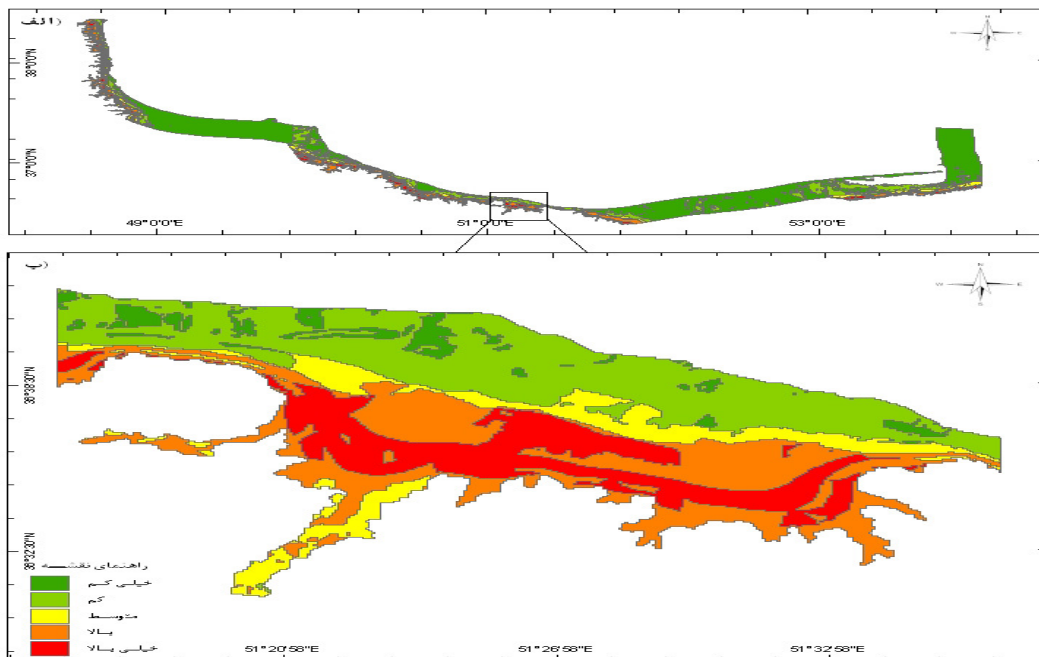 الف)
N
38°0'0"N
37°0'0"N
49°0'0"E
51°0'0"E
53°0'0"E
ب)
N
W
E
S
36°38'30"N
36°32'30"N
راهنمای نقشه
خیلی کم
کم
متوسط
بالا
خیلی بالا
51°20'58"E
51°26'58"E
51°32'58"E